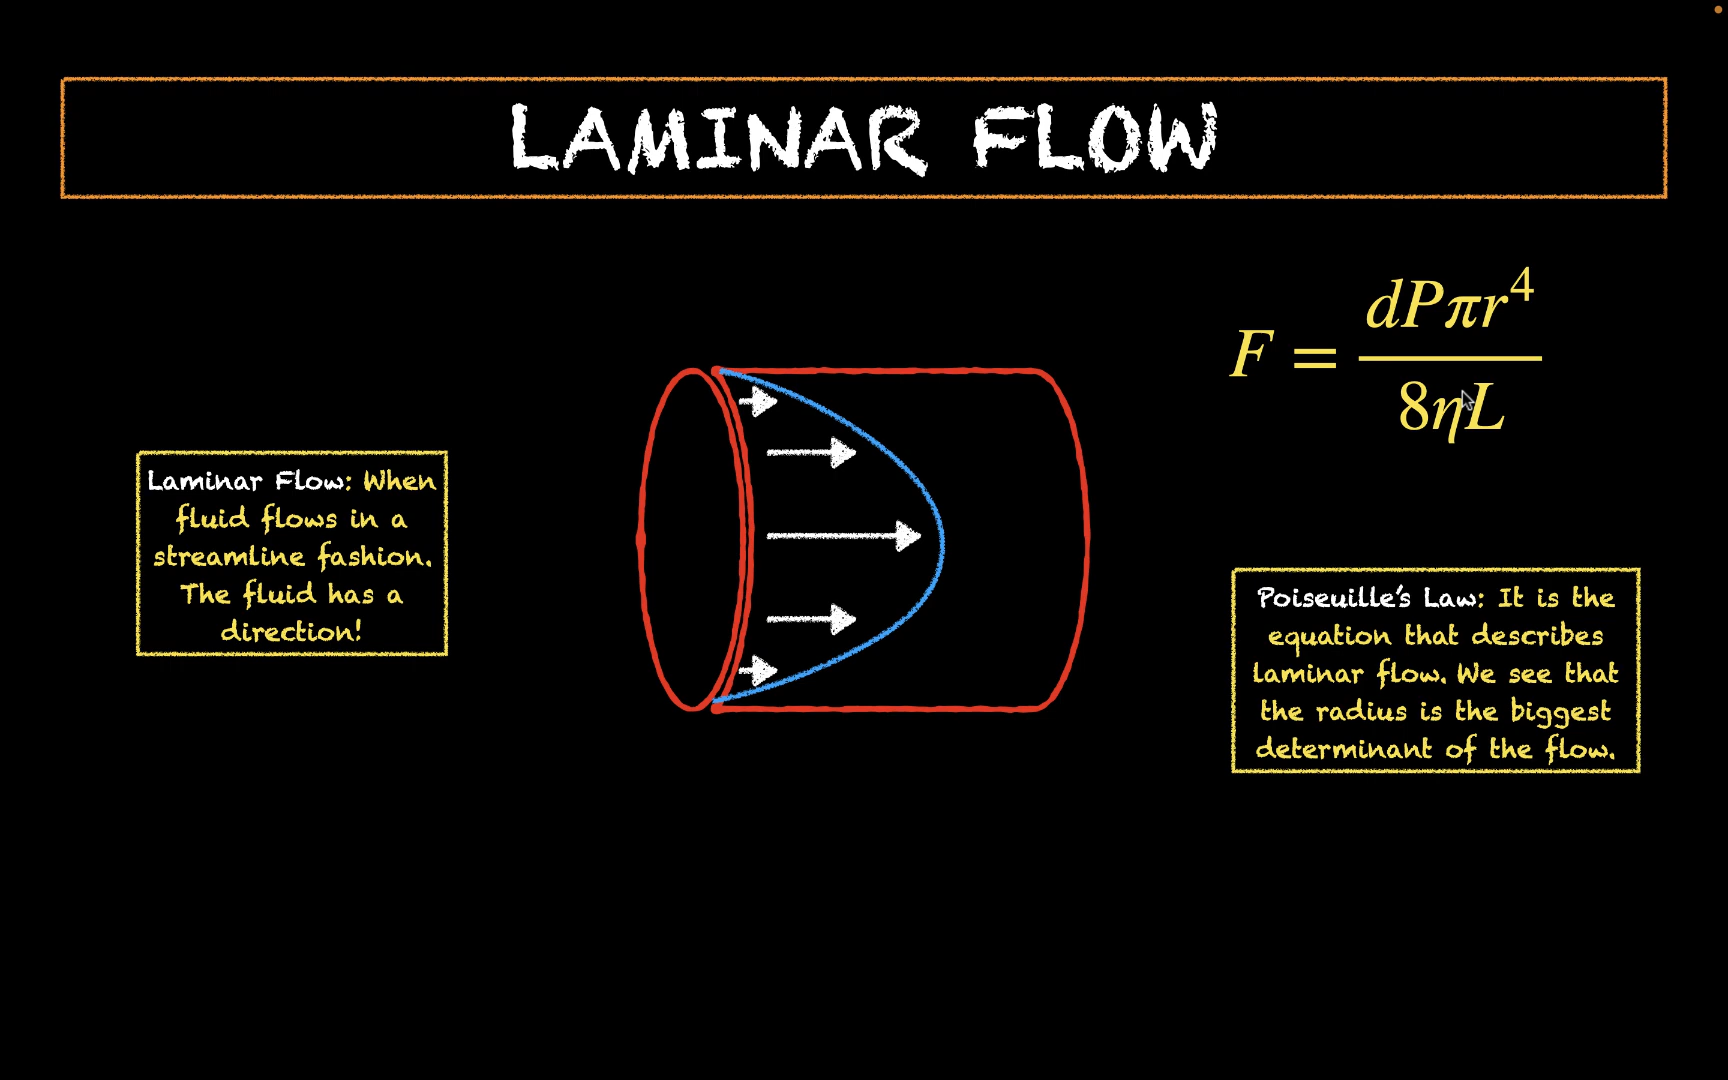 LAMINAR FLOW
Laminar Flow: When
fluid flows in a
streamline fashion.
The fluid has a
direction!
F = dPπr⁴ / 8ηL
Poiseuille's Law: It is the
equation that describes
laminar flow. We see that
the radius is the biggest
determinant of the flow.